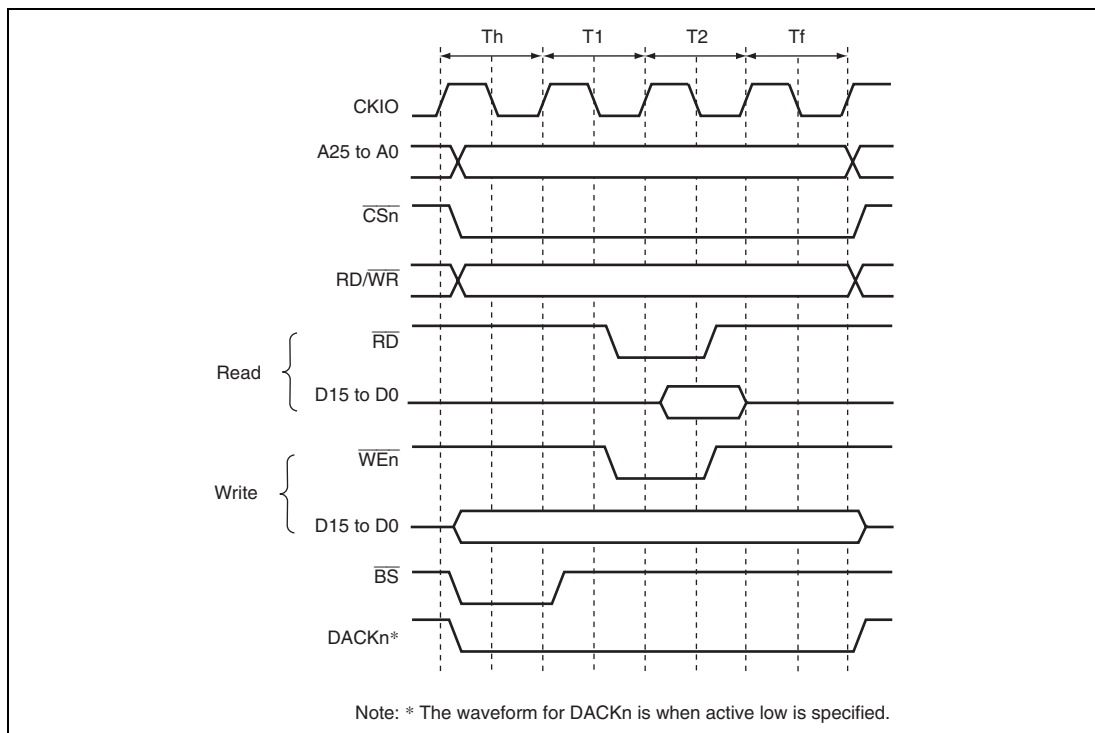 Th T1 T2 Tf
CKIO
A25 to A0
CSn
RD/WR
RD
Read
D15 to D0
WEn
Write
D15 to D0
BS
DACKn*
Note: * The waveform for DACKn is when active low is specified.